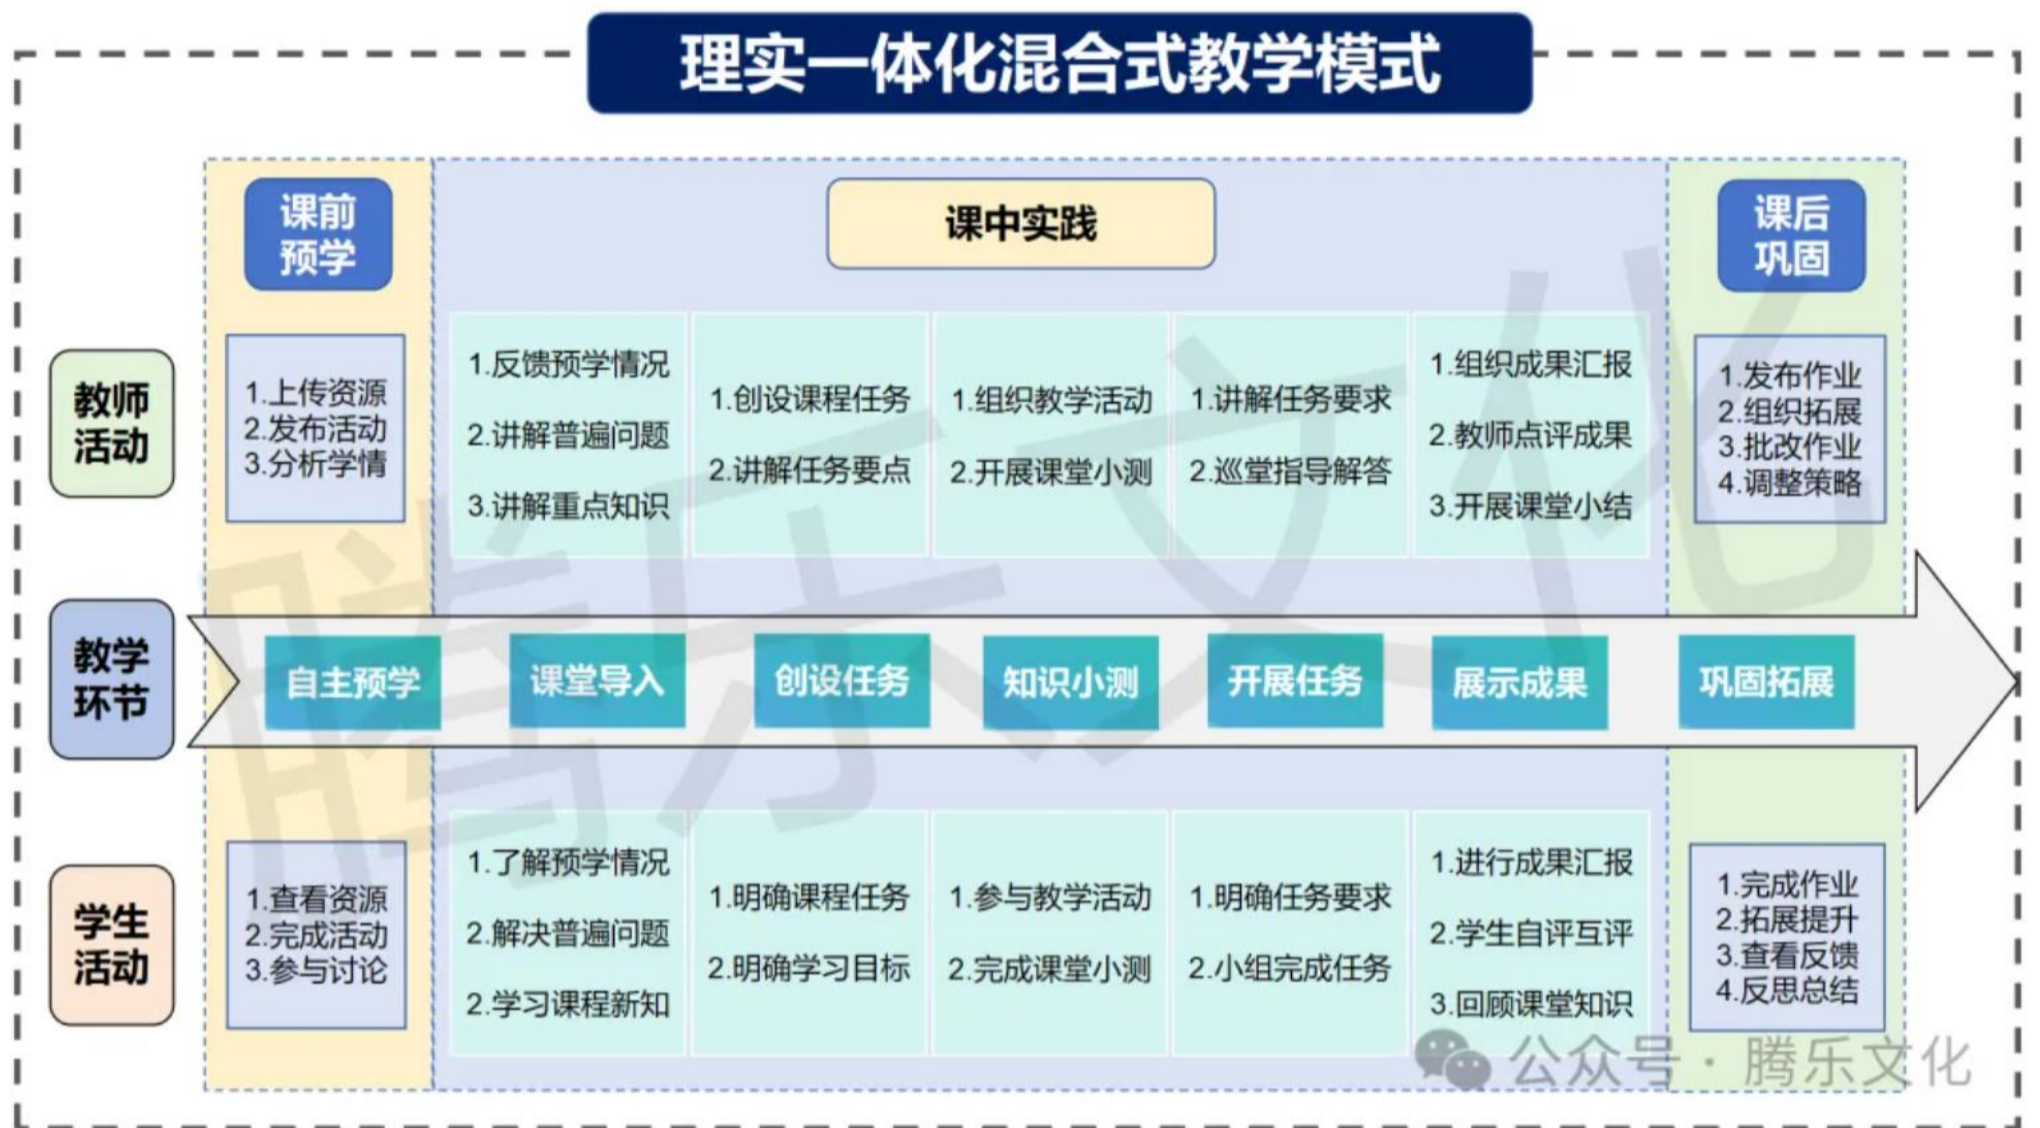 理实一体化混合式教学模式
课前
预学
课中实践
课后
巩固
教师
活动
1.上传资源
2.发布活动
3.分析学情
1.反馈预学情况
2.讲解普遍问题
3.讲解重点知识
1.创设课程任务
2.讲解任务要点
1.组织教学活动
2.开展课堂小测
1.讲解任务要求
2.巡堂指导解答
1.组织成果汇报
2.教师点评成果
3.开展课堂小结
1.发布作业
2.组织拓展
3.批改作业
4.调整策略
教学
环节
自主预学
课堂导入
创设任务
知识小测
开展任务
展示成果
巩固拓展
学生
活动
1.查看资源
2.完成活动
3.参与讨论
1.了解预学情况
2.解决普遍问题
2.学习课程新知
1.明确课程任务
2.明确学习目标
1.参与教学活动
2.完成课堂小测
1.明确任务要求
2.小组完成任务
1.进行成果汇报
2.学生自评互评
3.回顾课堂知识
1.完成作业
2.拓展提升
3.查看反馈
4.反思总结
腾乐文化
公众号·腾乐文化